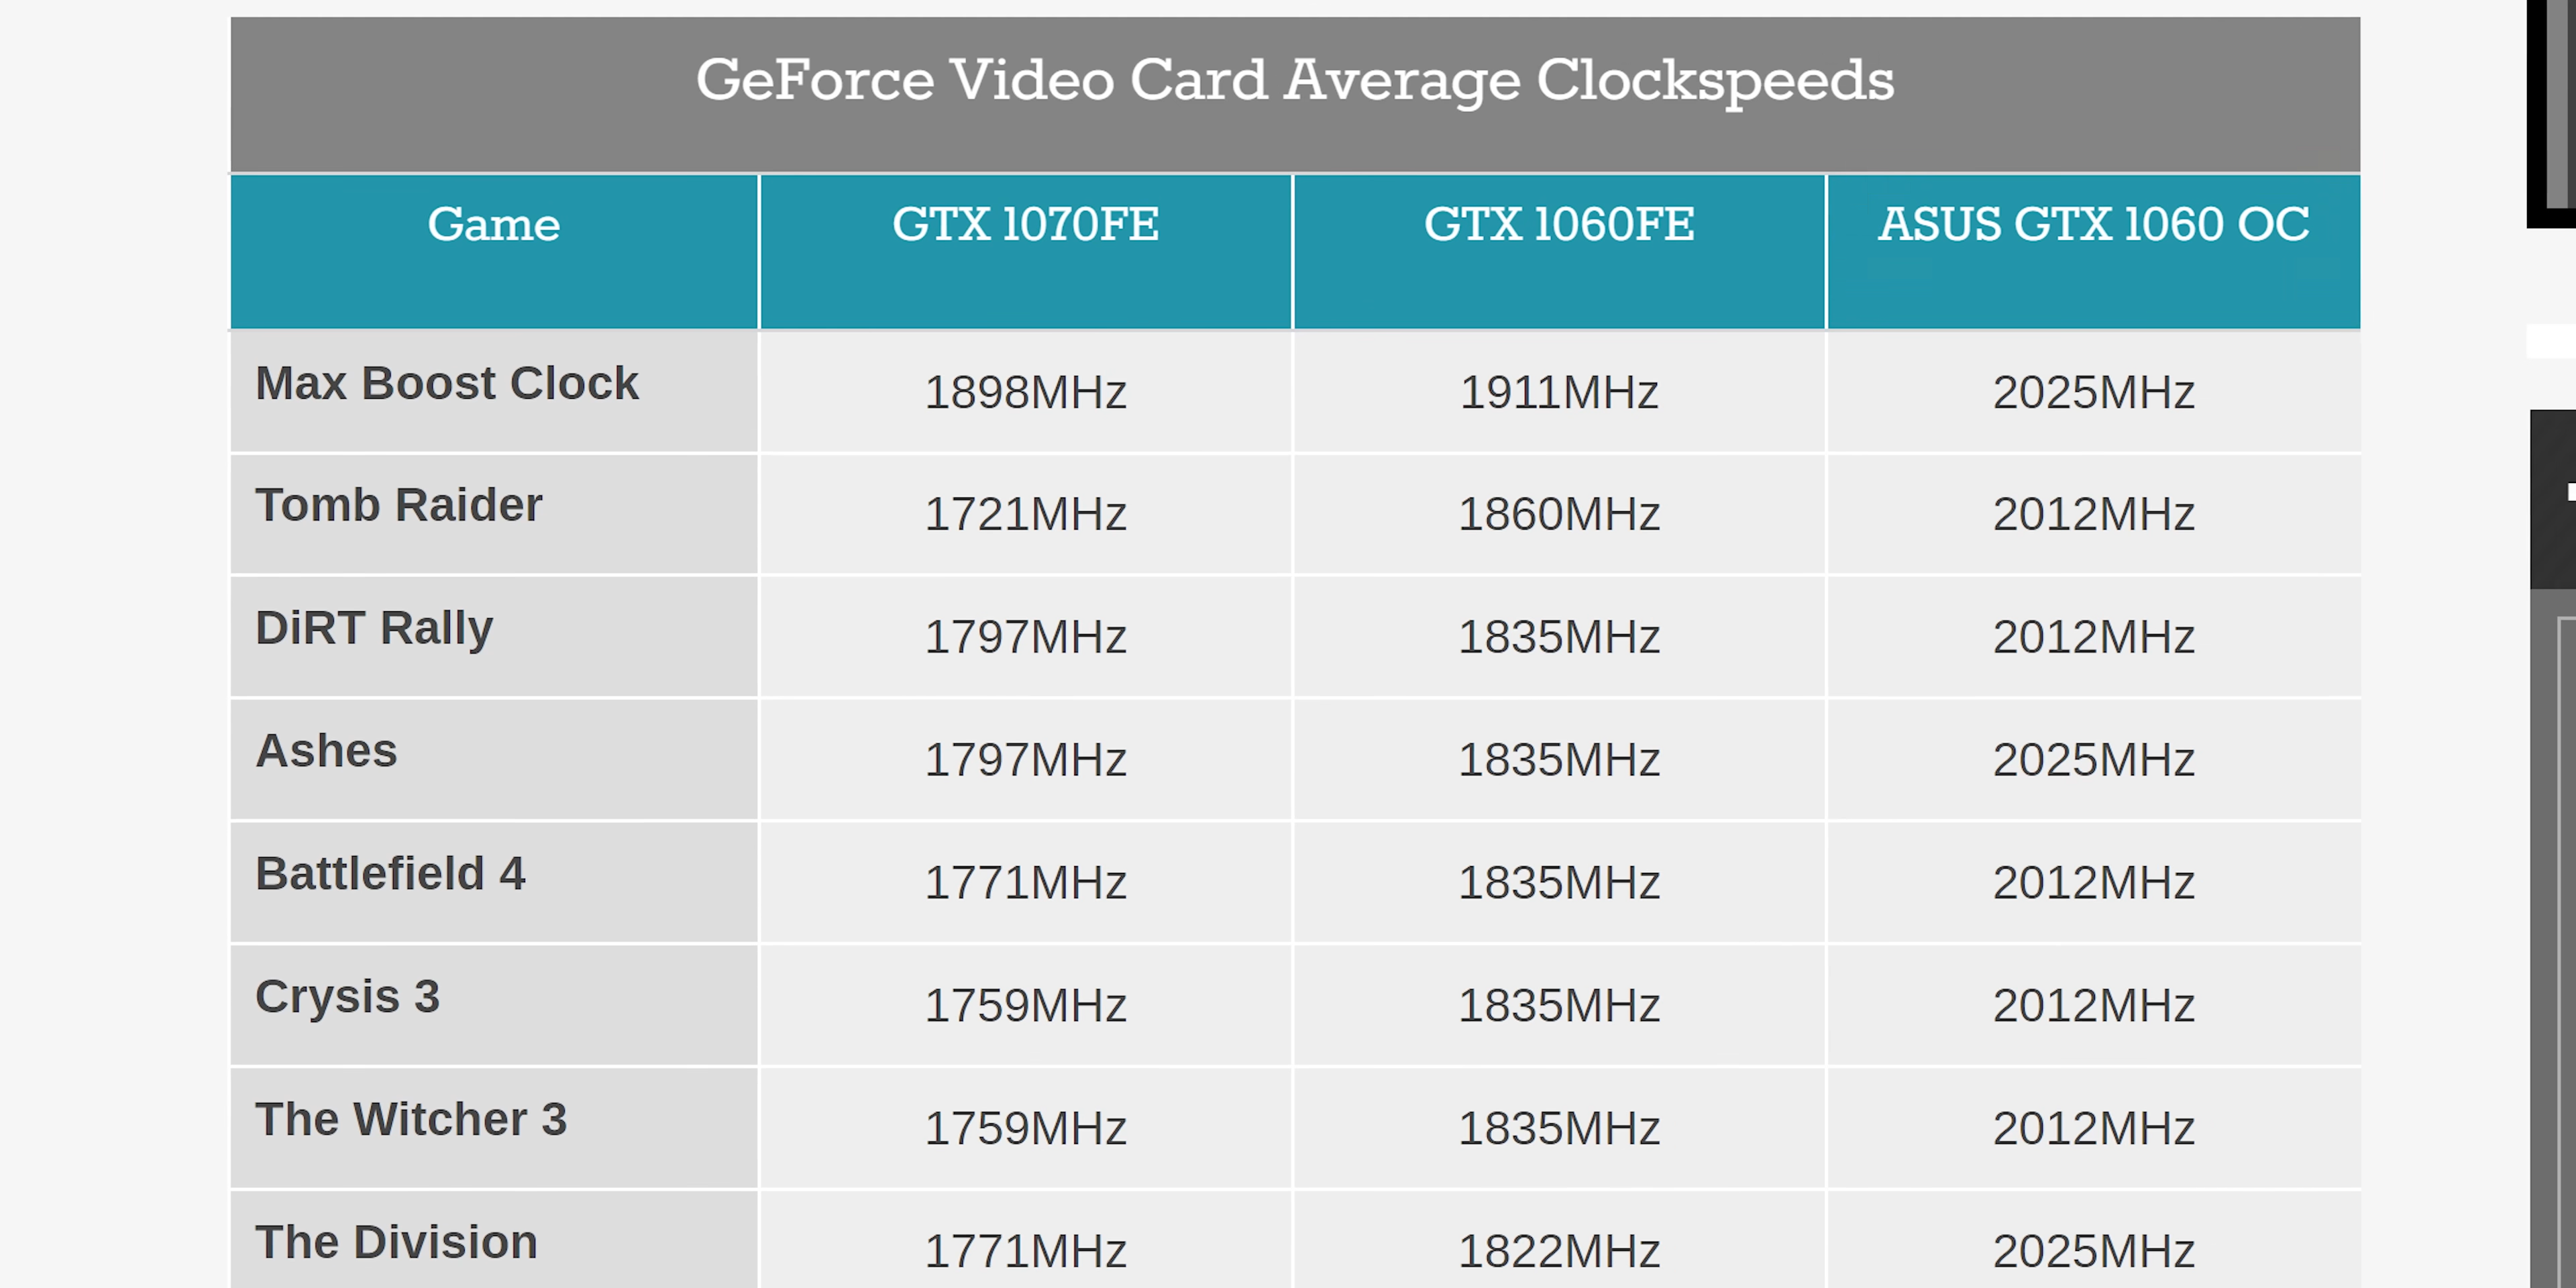 GeForce Video Card Average Clockspeeds
Game GTX 1070FE GTX 1060FE ASUS GTX 1060 OC
Max Boost Clock 1898MHz 1911MHz 2025MHz
Tomb Raider 1721MHz 1860MHz 2012MHz
DiRT Rally 1797MHz 1835MHz 2012MHz
Ashes 1797MHz 1835MHz 2025MHz
Battlefield 4 1771MHz 1835MHz 2012MHz
Crysis 3 1759MHz 1835MHz 2012MHz
The Witcher 3 1759MHz 1835MHz 2012MHz
The Division 1771MHz 1822MHz 2025MHz